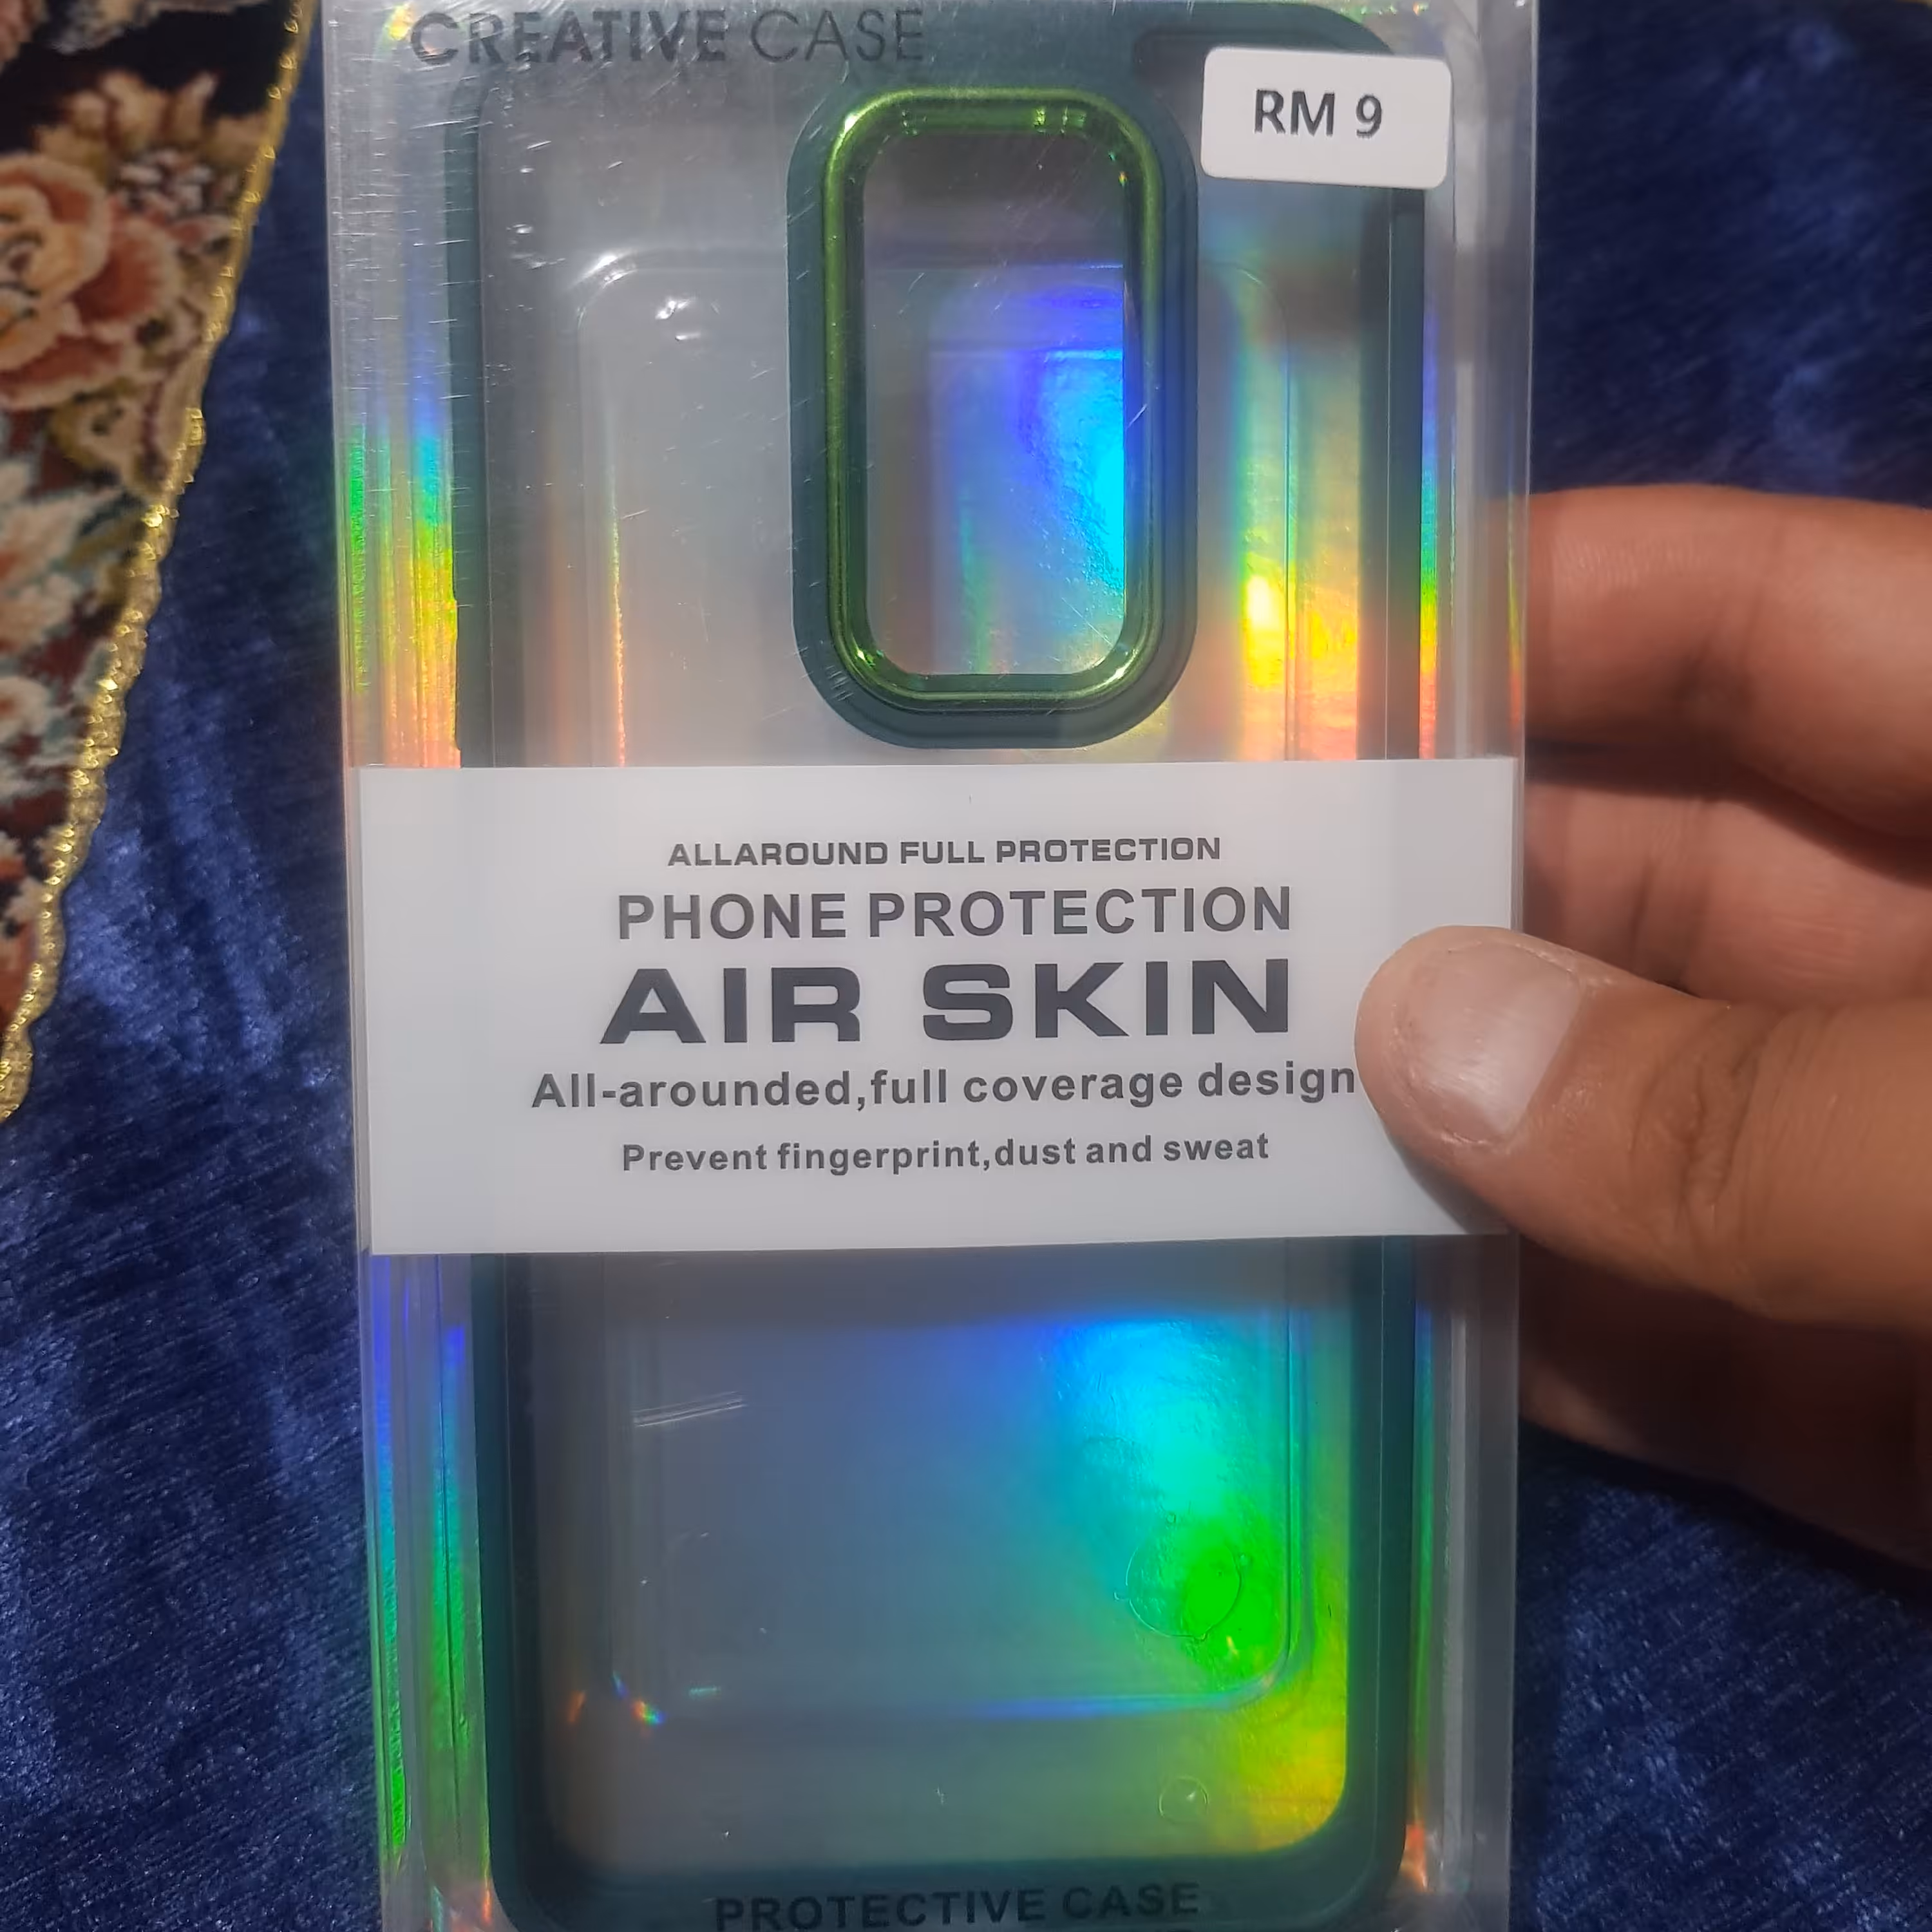 CREATIVE CASE
RM 9
ALLAROUND FULL PROTECTION
PHONE PROTECTION
AIR SKIN
All-arounded,full coverage design
Prevent fingerprint,dust and sweat
PROTECTIVE CASE